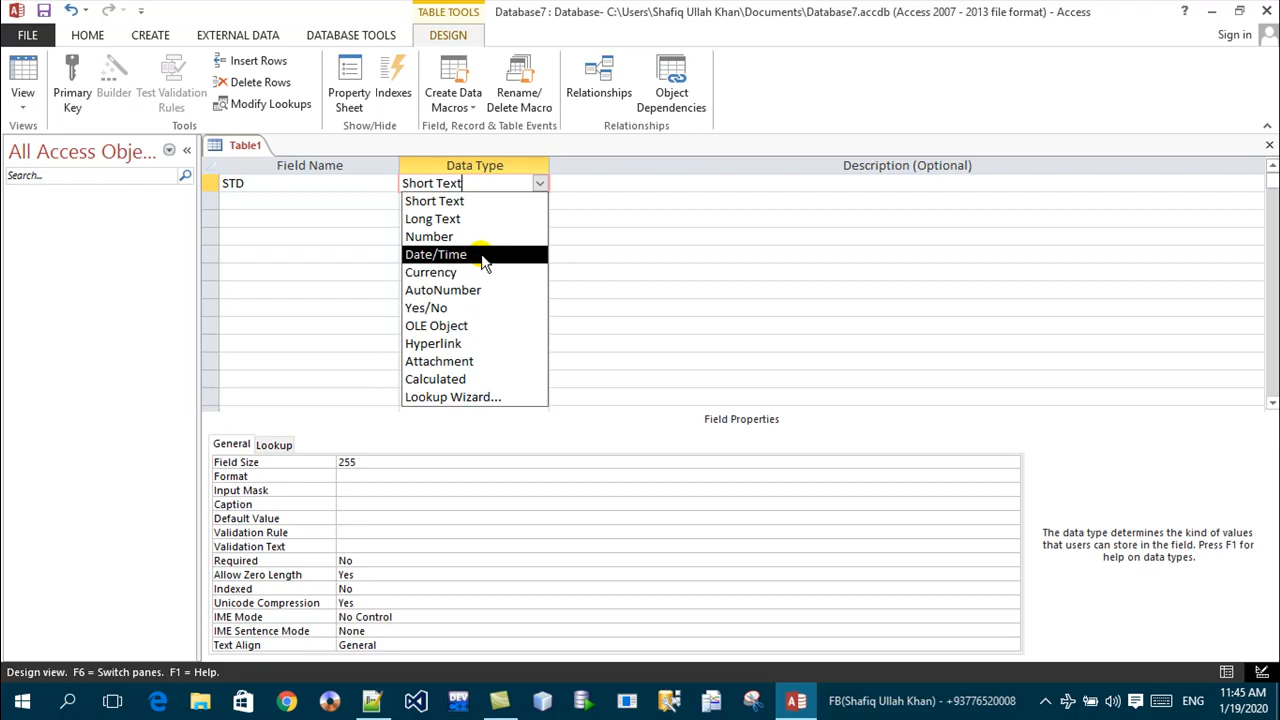 TABLE TOOLS
Database7 : Database- C:\Users\Shafiq Ullah Khan\Documents\Database7.accdb (Access 2007 - 2013 file format) - Access
?
FILE HOME CREATE EXTERNAL DATA DATABASE TOOLS DESIGN Sign in
View
Primary Key
Builder
Test Validation Rules
Insert Rows
Delete Rows
Modify Lookups
Property Sheet
Indexes
Create Data Macros
Rename/ Delete Macro
Relationships
Object Dependencies
Views Tools Show/Hide Field, Record & Table Events Relationships
All Access Obje...
Search...
Table1
Field Name Data Type Description (Optional)
STD Short Text
Short Text
Long Text
Number
Date/Time
Currency
AutoNumber
Yes/No
OLE Object
Hyperlink
Attachment
Calculated
Lookup Wizard...
Field Properties
General Lookup
Field Size 255
Format
Input Mask
Caption
Default Value
Validation Rule
Validation Text
Required No
Allow Zero Length Yes
Indexed No
Unicode Compression Yes
IME Mode No Control
IME Sentence Mode None
Text Align General
The data type determines the kind of values
that users can store in the field. Press F1 for
help on data types.
Design view. F6 = Switch panes. F1 = Help.
FB(Shafiq Ullah Khan) - +93776520008
ENG
11:45 AM
1/19/2020